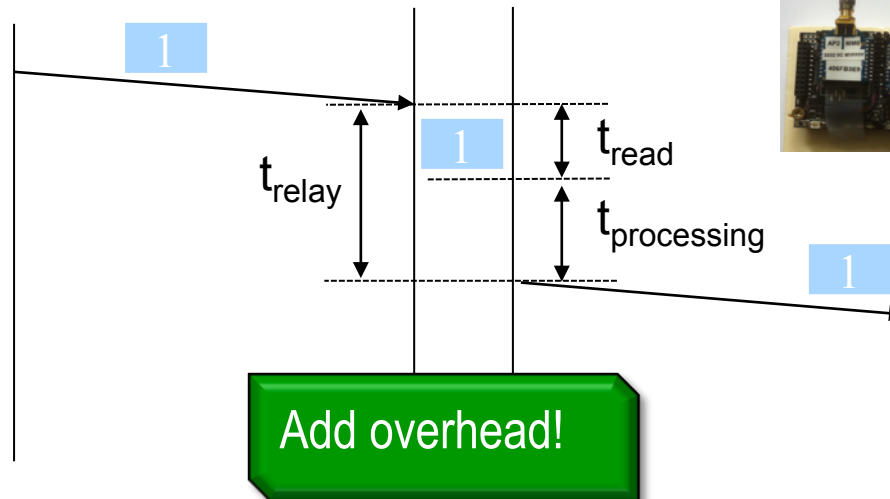 1
1
t_read
t_relay
t_processing
1
Add overhead!